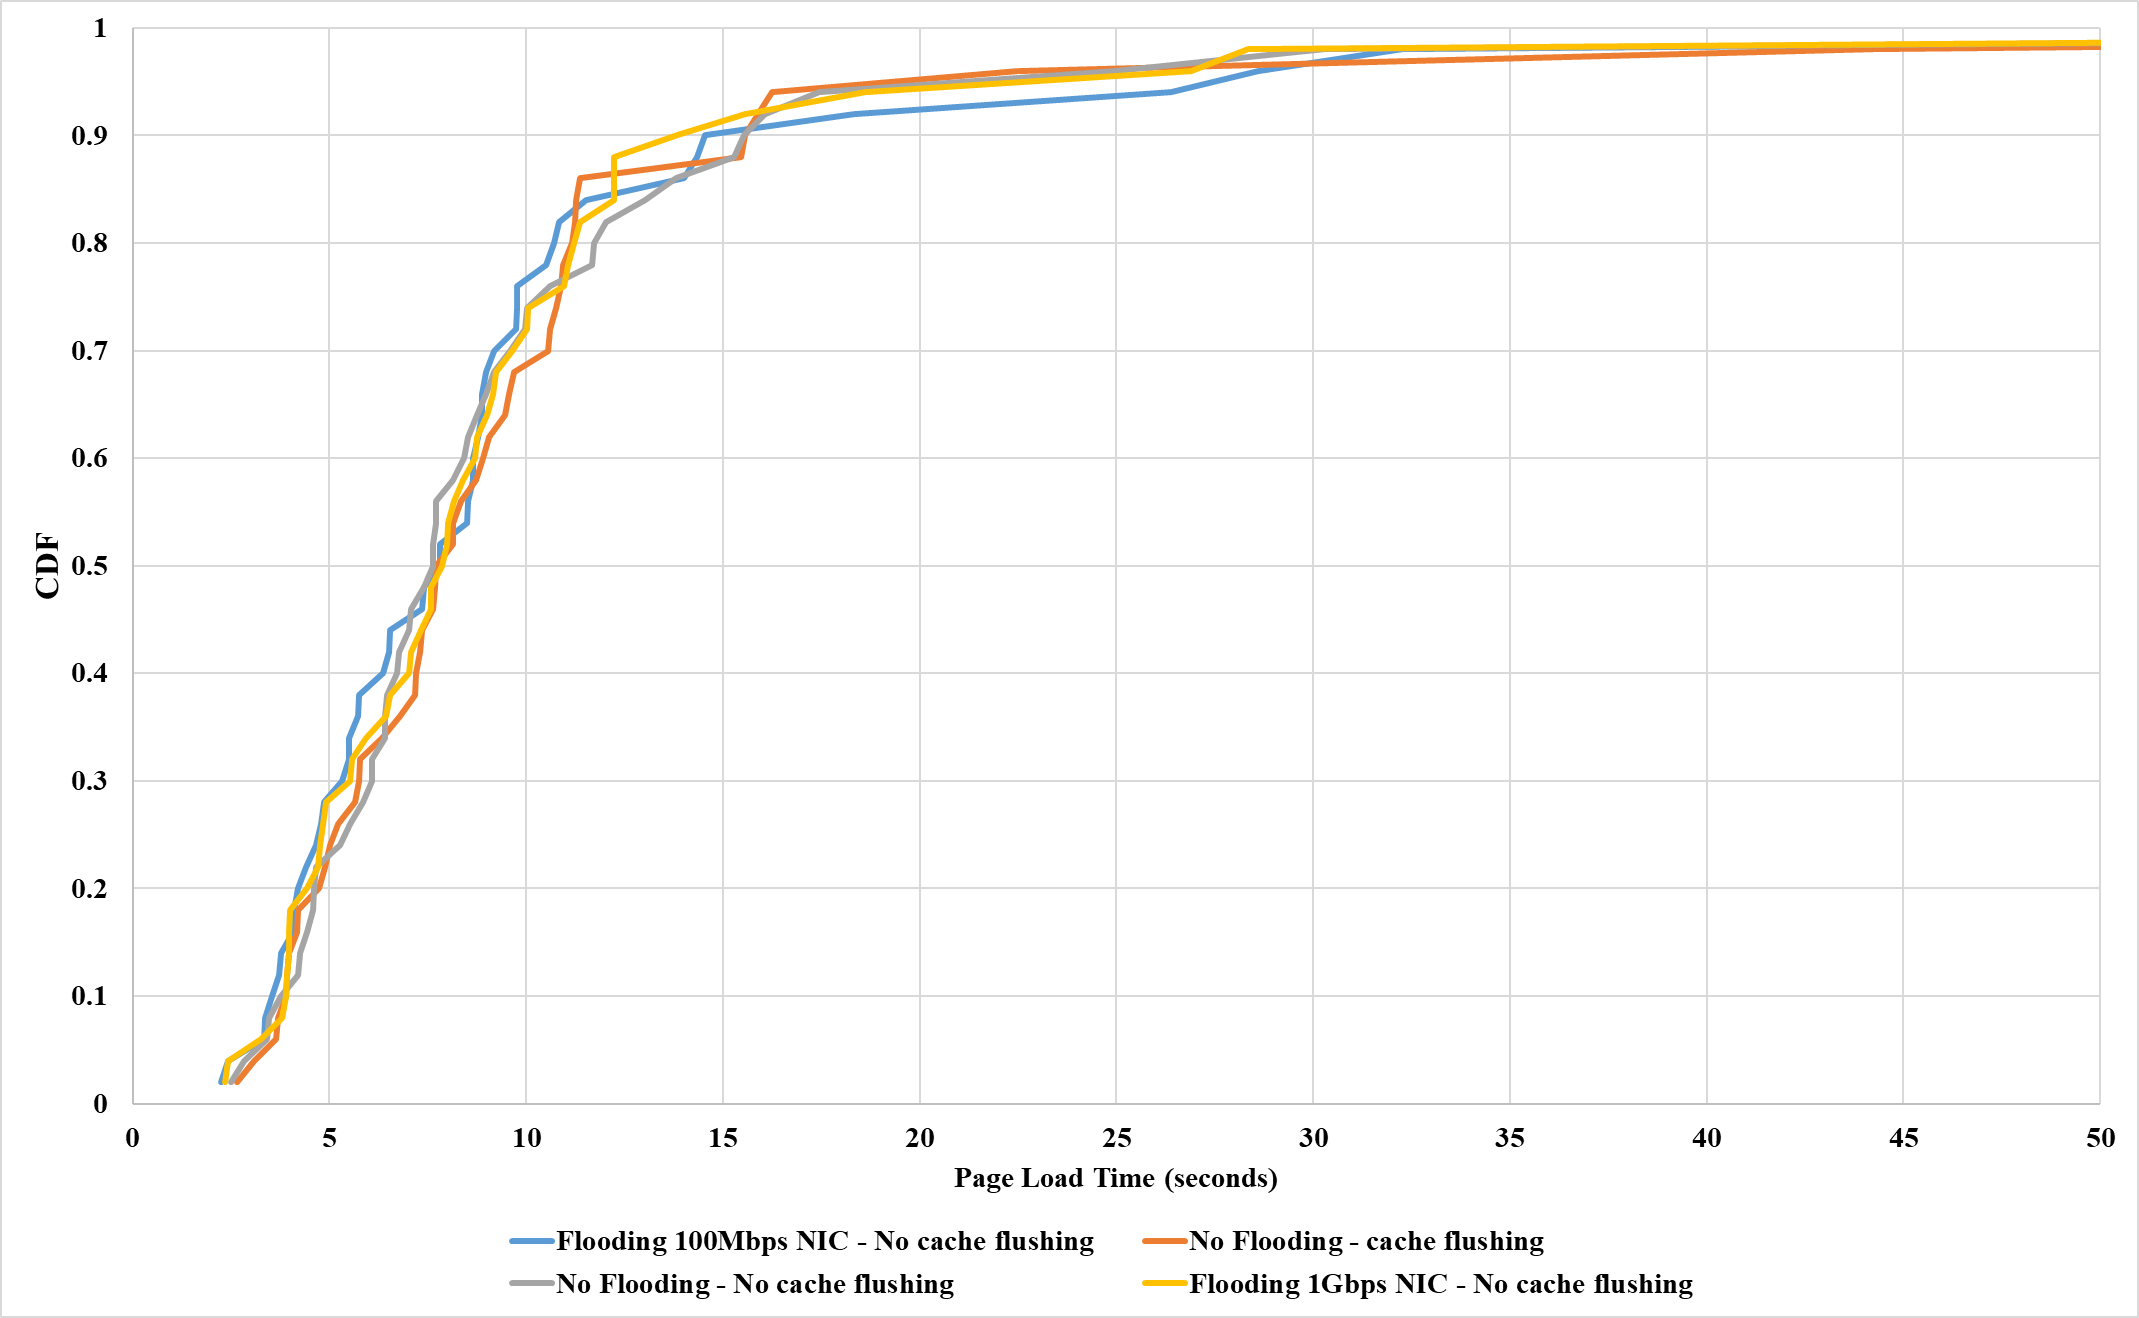 1
0.9
0.8
0.7
0.6
0.5
0.4
0.3
0.2
0.1
0
CDF
0 5 10 15 20 25 30 35 40 45 50
Page Load Time (seconds)
Flooding 100Mbps NIC - No cache flushing
No Flooding - cache flushing
No Flooding - No cache flushing
Flooding 1Gbps NIC - No cache flushing